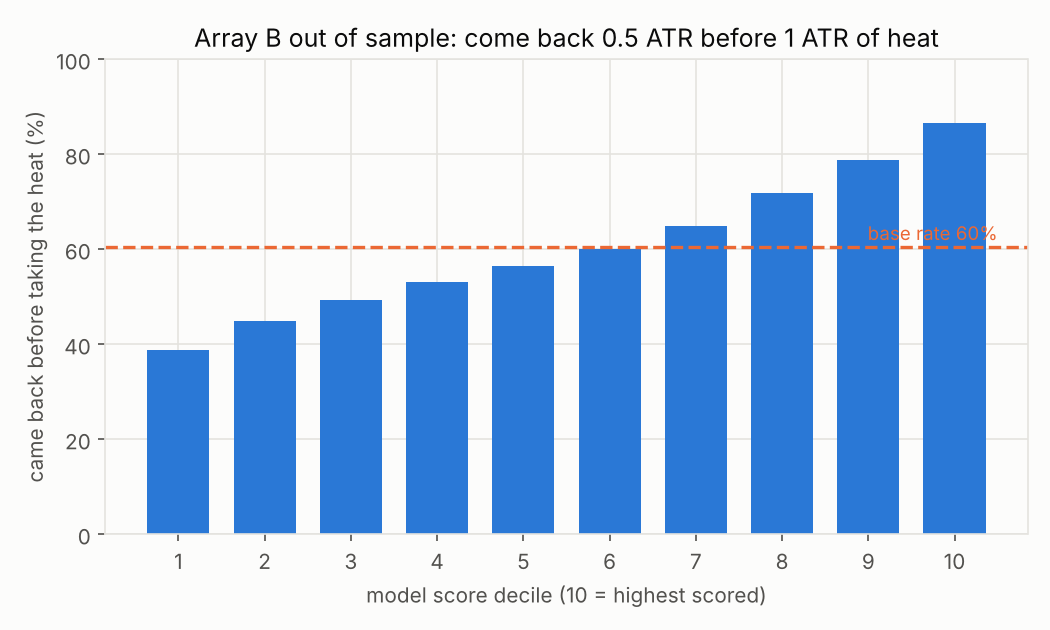 Array B out of sample: come back 0.5 ATR before 1 ATR of heat
came back before taking the heat (%)
100
80
60
40
20
0
base rate 60%
1 2 3 4 5 6 7 8 9 10
model score decile (10 = highest scored)